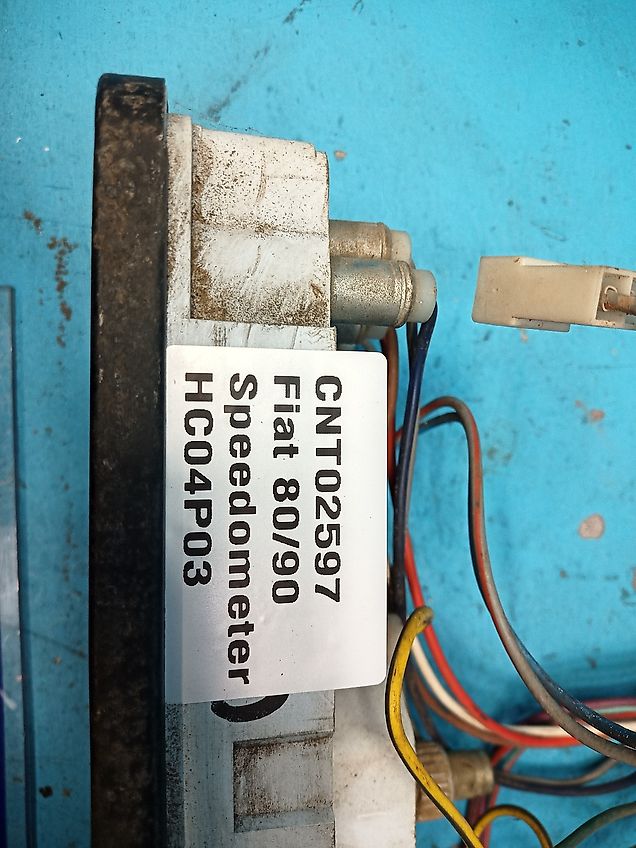 CNT02597
Fiat 80/90
Speedometer
HC04P03